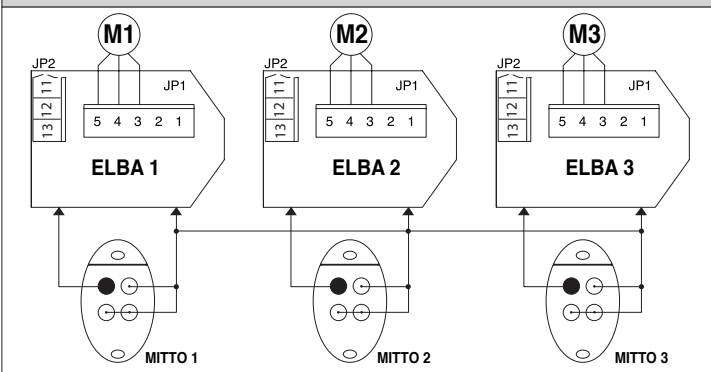 M1 M2 M3
JP2 JP2 JP2
JP1 JP1 JP1
11 11 11
12 12 12
13 13 13
5 4 3 2 1 5 4 3 2 1 5 4 3 2 1
ELBA 1 ELBA 2 ELBA 3
MITTO 1 MITTO 2 MITTO 3